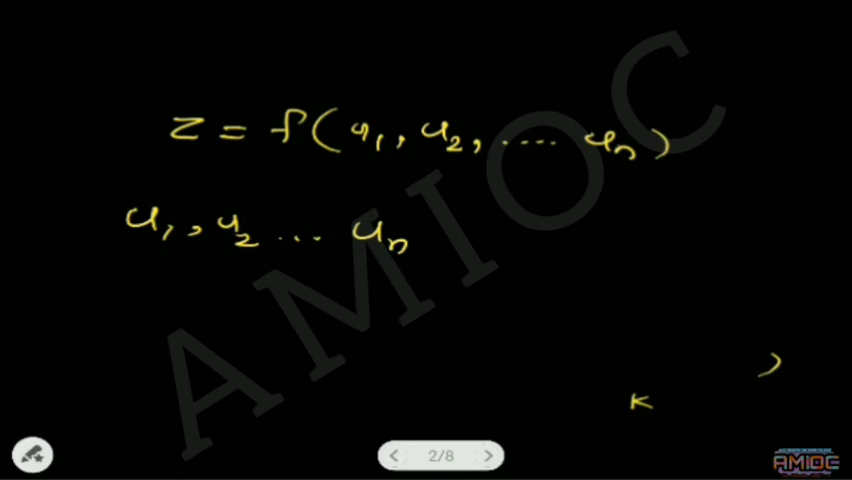 z = f(u₁, u₂, .... uₙ)
u₁, u₂ ... uₙ
)
K
AMIOC
2/8
AMIOC